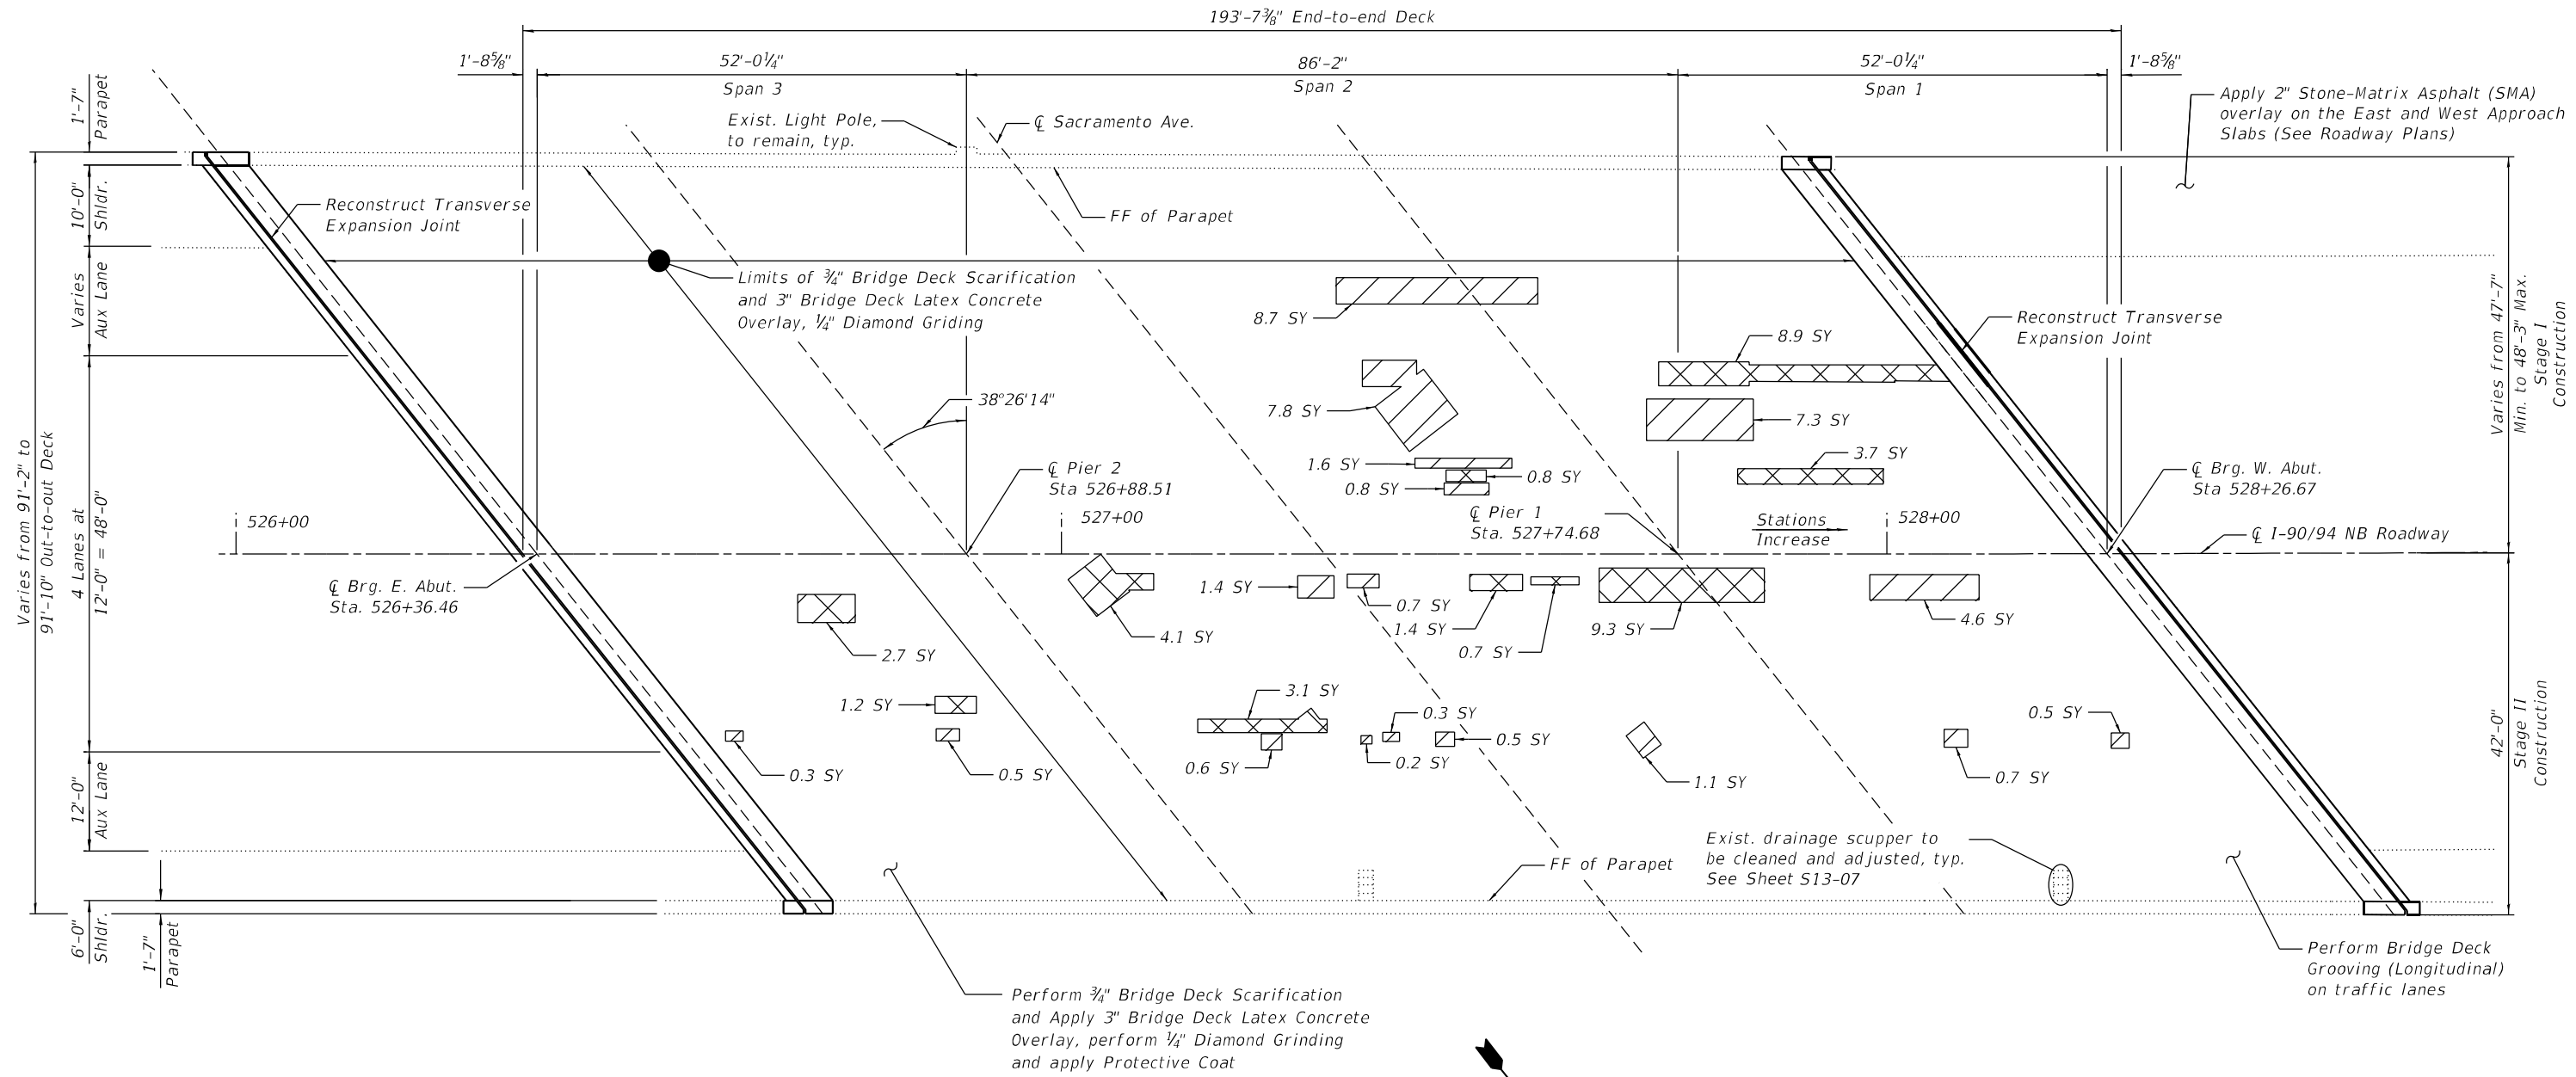 193'-7⅜" End-to-end Deck
1'-8⅝"
52'-0¼"
Span 3
86'-2"
Span 2
52'-0¼"
Span 1
1'-8⅝"
1'-7"
Parapet
Exist. Light Pole,
to remain, typ.
℄ Sacramento Ave.
Apply 2" Stone-Matrix Asphalt (SMA)
overlay on the East and West Approach
Slabs (See Roadway Plans)
10'-0"
Shldr.
Reconstruct Transverse
Expansion Joint
FF of Parapet
Varies
Aux Lane
Limits of ¾" Bridge Deck Scarification
and 3" Bridge Deck Latex Concrete
Overlay, ¼" Diamond Griding
8.7 SY
8.9 SY
Reconstruct Transverse
Expansion Joint
Varies from 47'-7"
Min. to 48'-3" Max.
Stage I
Construction
38°26'14"
7.8 SY
7.3 SY
3.7 SY
1.6 SY
0.8 SY
0.8 SY
Varies from 91'-2" to
91'-10" Out-to-out Deck
4 Lanes at
12'-0" = 48'-0"
℄ Pier 2
Sta 526+88.51
℄ Brg. W. Abut.
Sta 528+26.67
526+00
527+00
℄ Pier 1
Sta. 527+74.68
Stations
Increase
528+00
℄ I-90/94 NB Roadway
℄ Brg. E. Abut.
Sta. 526+36.46
1.4 SY
0.7 SY
4.1 SY
1.4 SY
9.3 SY
4.6 SY
2.7 SY
0.7 SY
3.1 SY
1.2 SY
0.3 SY
0.5 SY
0.5 SY
0.3 SY
0.5 SY
0.6 SY
0.2 SY
1.1 SY
0.7 SY
42'-0"
Stage II
Construction
12'-0"
Aux Lane
FF of Parapet
Exist. drainage scupper to
be cleaned and adjusted, typ.
See Sheet S13-07
6'-0"
Shldr.
1'-7"
Parapet
Perform Bridge Deck
Grooving (Longitudinal)
on traffic lanes
Perform ¾" Bridge Deck Scarification
and Apply 3" Bridge Deck Latex Concrete
Overlay, perform ¼" Diamond Grinding
and apply Protective Coat